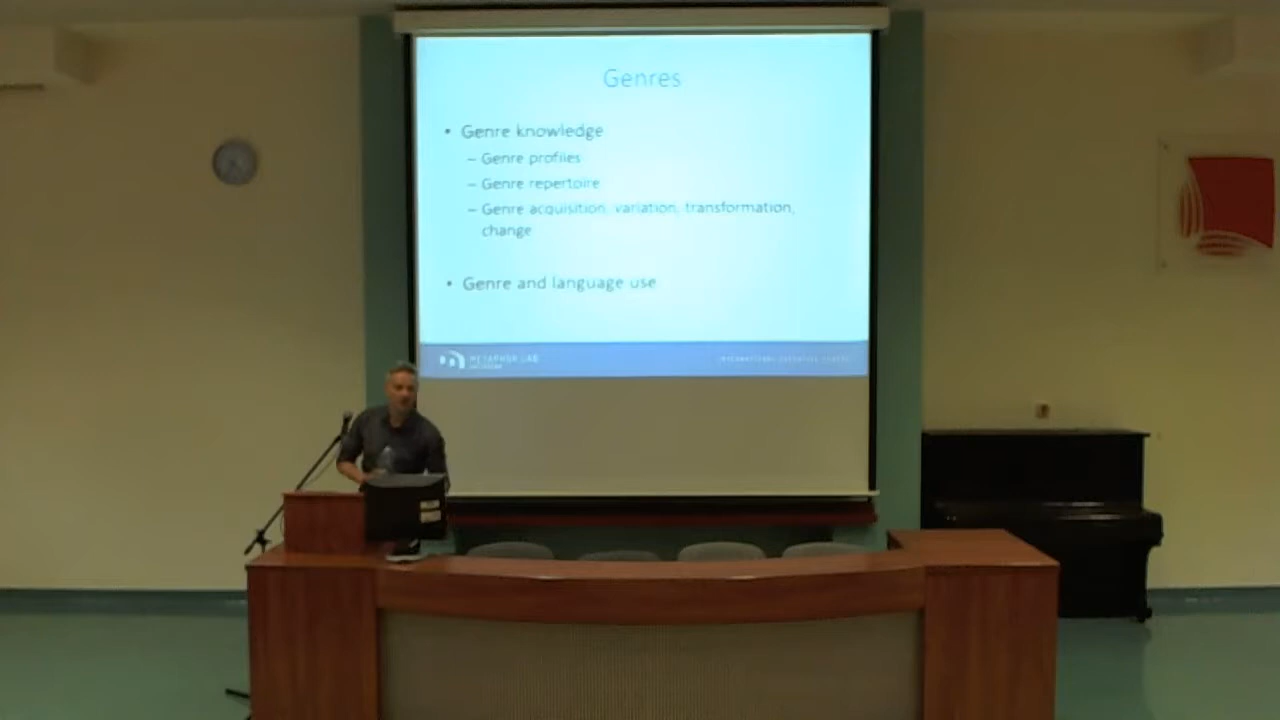 Genres
• Genre knowledge
– Genre profiles
– Genre repertoire
– Genre acquisition, variation, transformation,
change
• Genre and language use
METAPHOR LAB